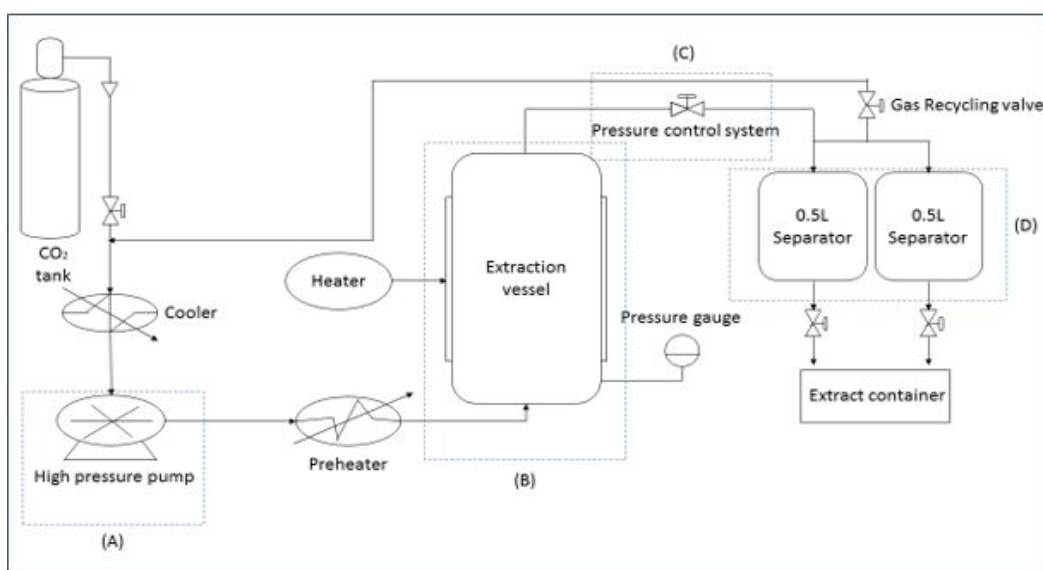 (C)
Gas Recycling valve
Pressure control system
CO₂
tank
Cooler
Heater
Extraction
vessel
Pressure gauge
0.5L
Separator
0.5L
Separator
(D)
Extract container
High pressure pump
Preheater
(A)
(B)